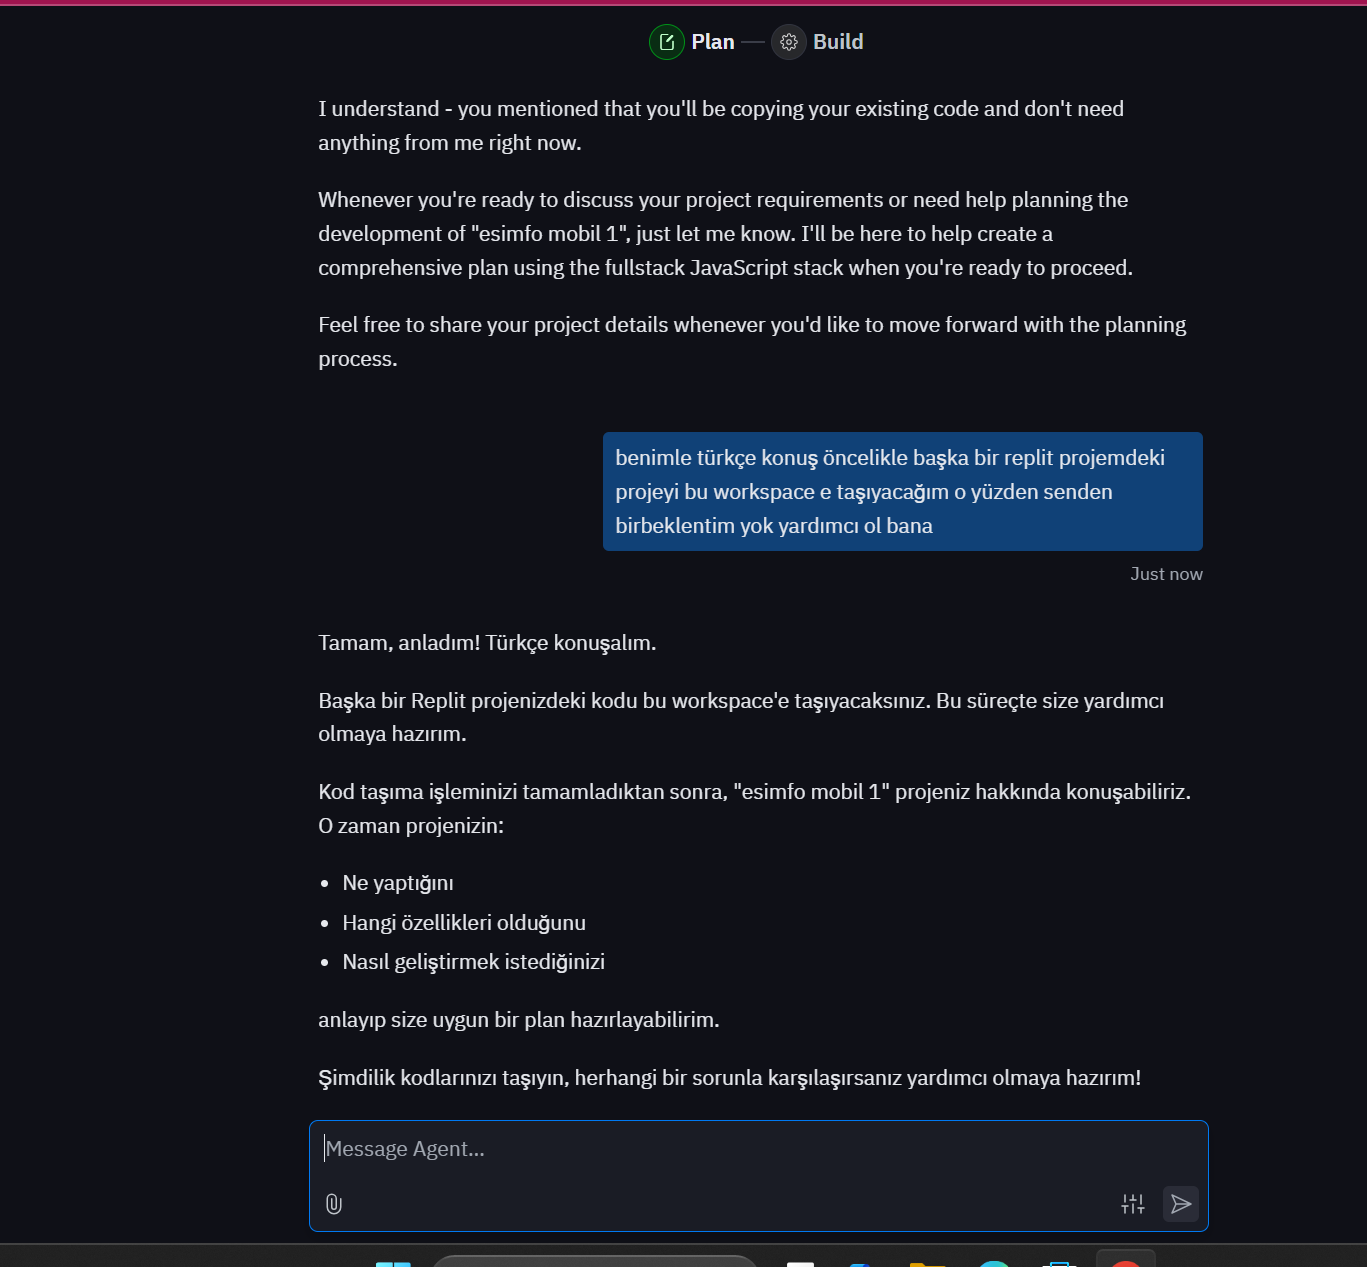 Plan
Build
I understand - you mentioned that you'll be copying your existing code and don't need
anything from me right now.
Whenever you're ready to discuss your project requirements or need help planning the
development of "esimfo mobil 1", just let me know. I'll be here to help create a
comprehensive plan using the fullstack JavaScript stack when you're ready to proceed.
Feel free to share your project details whenever you'd like to move forward with the planning
process.
benimle türkçe konuş öncelikle başka bir replit projemdeki
projeyi bu workspace e taşıyacağım o yüzden senden
birbeklentim yok yardımcı ol bana
Just now
Tamam, anladım! Türkçe konuşalım.
Başka bir Replit projenizdeki kodu bu workspace'e taşıyacaksınız. Bu süreçte size yardımcı
olmaya hazırım.
Kod taşıma işleminizi tamamladıktan sonra, "esimfo mobil 1" projeniz hakkında konuşabiliriz.
O zaman projenizin:
• Ne yaptığını
• Hangi özellikleri olduğunu
• Nasıl geliştirmek istediğinizi
anlayıp size uygun bir plan hazırlayabilirim.
Şimdilik kodlarınızı taşıyın, herhangi bir sorunla karşılaşırsanız yardımcı olmaya hazırım!
Message Agent...